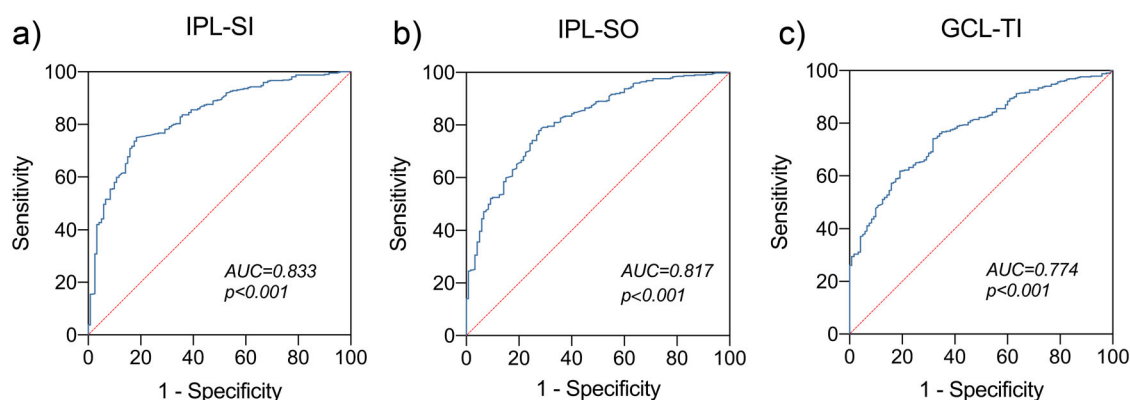 a)
IPL-SI
100
80
60
40
20
0
Sensitivity
AUC=0.833
p<0.001
0 20 40 60 80 100
1 - Specificity
b)
IPL-SO
100
80
60
40
20
0
Sensitivity
AUC=0.817
p<0.001
0 20 40 60 80 100
1 - Specificity
c)
GCL-TI
100
80
60
40
20
0
Sensitivity
AUC=0.774
p<0.001
0 20 40 60 80 100
1 - Specificity